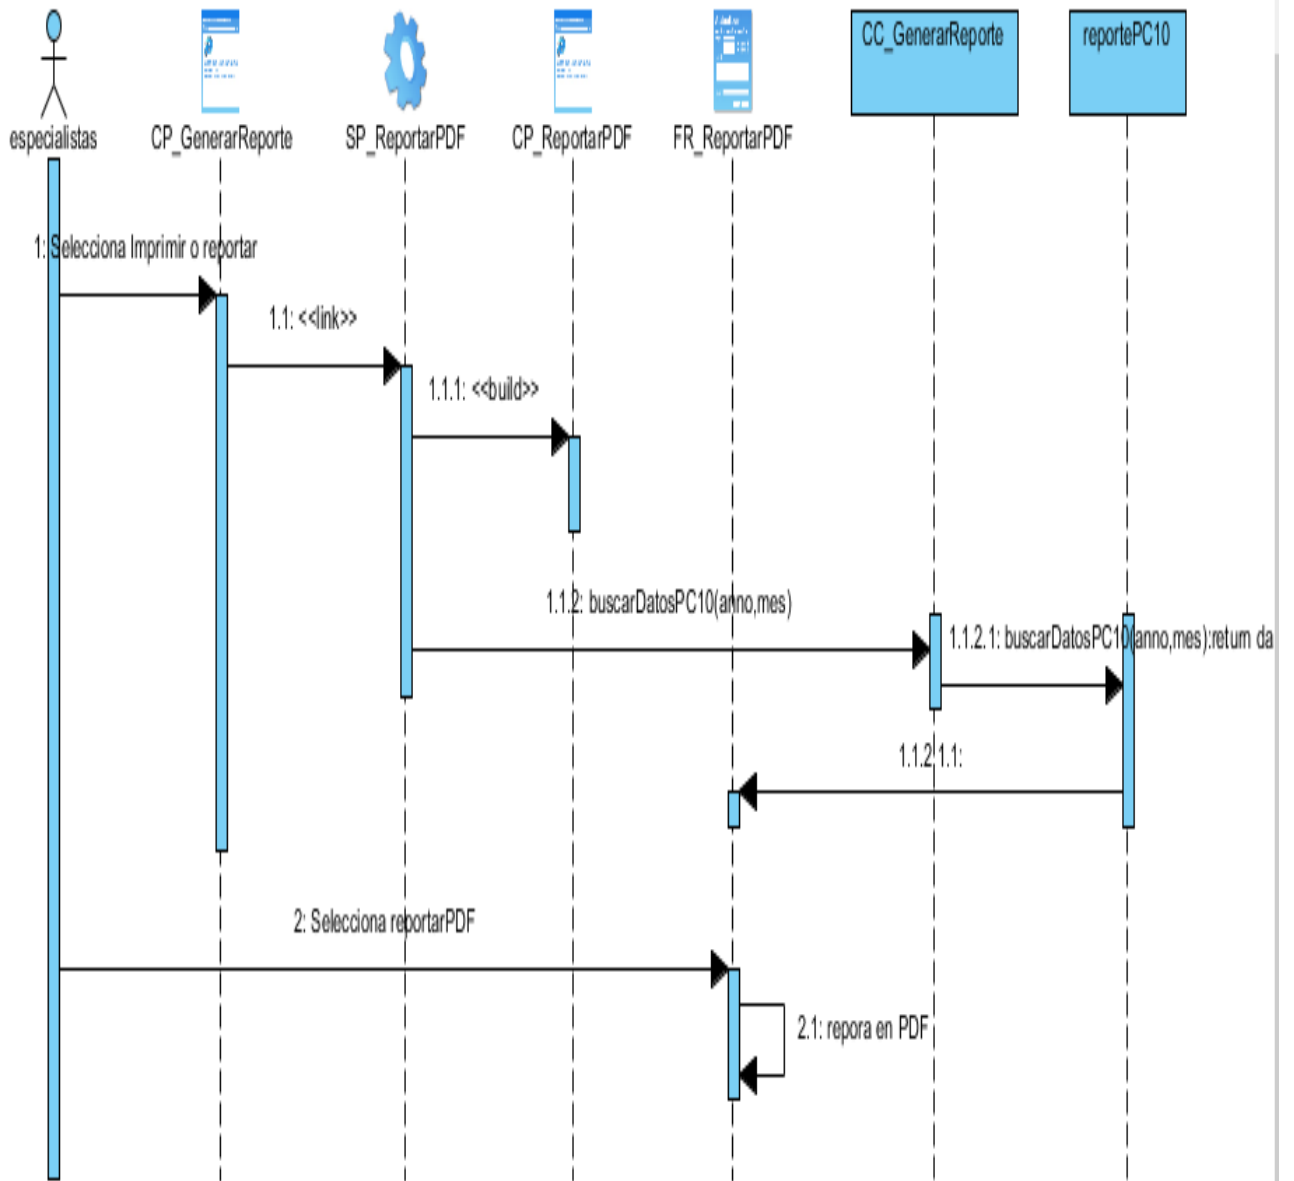 especialistas
CP_GenerarReporte
SP_ReportarPDF
CP_ReportarPDF
FR_ReportarPDF
CC_GenerarReporte
reportePC10
1: Selecciona Imprimir o reportar
1.1: <<link>>
1.1.1: <<build>>
1.1.2: buscarDatosPC10(anno,mes)
1.1.2.1: buscarDatosPC10(anno,mes):return da
1.1.2.1.1:
2: Selecciona reportarPDF
2.1: repora en PDF